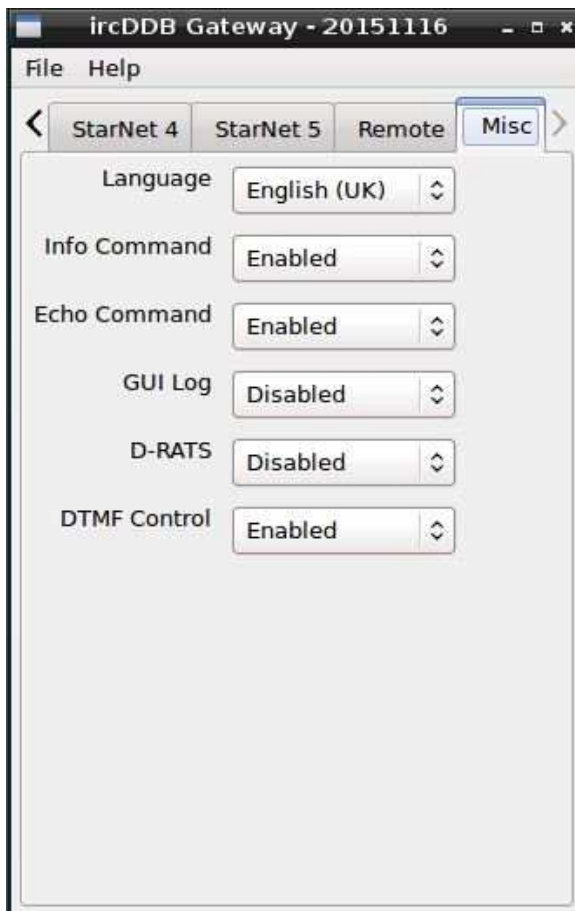 ircDDB Gateway - 20151116
File Help
StarNet 4 StarNet 5 Remote Misc
Language English (UK)
Info Command Enabled
Echo Command Enabled
GUI Log Disabled
D-RATS Disabled
DTMF Control Enabled